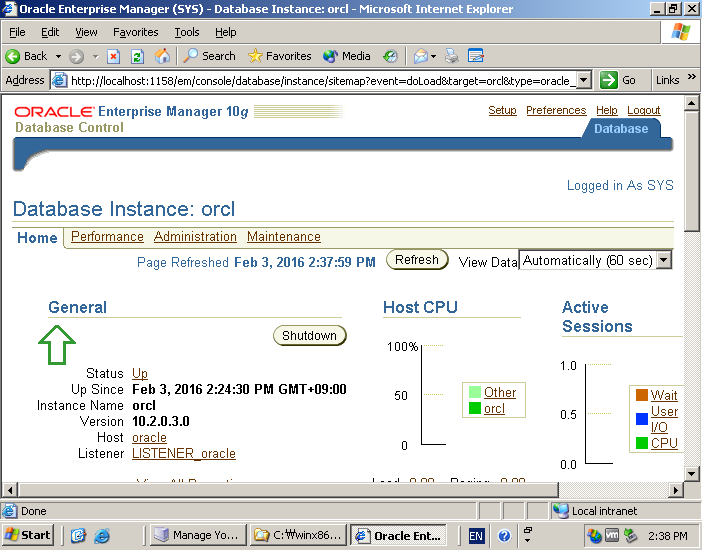 Oracle Enterprise Manager (SYS) - Database Instance: orcl - Microsoft Internet Explorer
File Edit View Favorites Tools Help
Back Search Favorites Media
Address http://localhost:1158/em/console/database/instance/sitemap?event=doLoad&target=orcl&type=oracle_ Go Links »
ORACLE Enterprise Manager 10g
Setup Preferences Help Logout
Database Control
Database
Logged in As SYS
Database Instance: orcl
Home Performance Administration Maintenance
Page Refreshed Feb 3, 2016 2:37:59 PM Refresh View Data Automatically (60 sec)
General
Shutdown
Status Up
Up Since Feb 3, 2016 2:24:30 PM GMT+09:00
Instance Name orcl
Version 10.2.0.3.0
Host oracle
Listener LISTENER_oracle
Host CPU
100%
50
0
Other
orcl
Active
Sessions
1.0
0.5
0.0
Wait
User
I/O
CPU
Done Local intranet
Start Manage Yo... C:\winx86... Oracle Ent... EN 2:38 PM